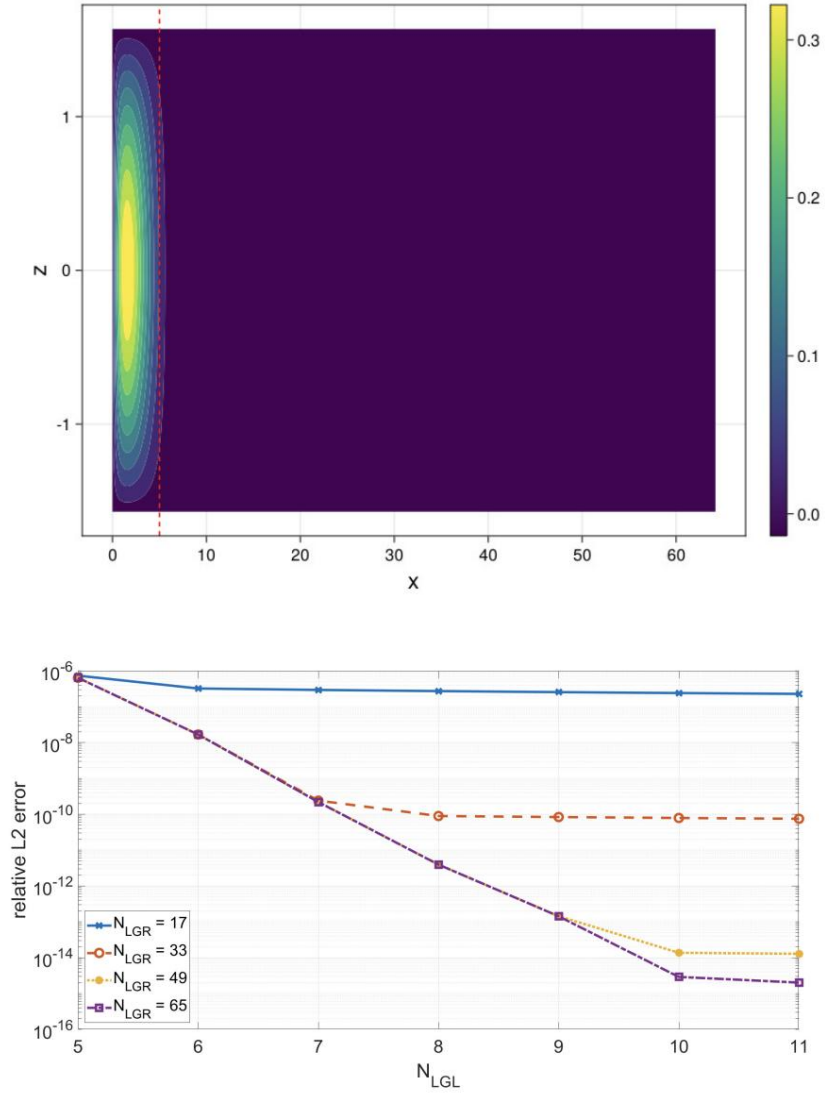 0.3
0.2
0.1
0.0
1
0
-1
z
0 10 20 30 40 50 60
x
10^-6
10^-8
10^-10
10^-12
10^-14
10^-16
relative L2 error
N_LGR = 17
N_LGR = 33
N_LGR = 49
N_LGR = 65
5 6 7 8 9 10 11
N_LGL